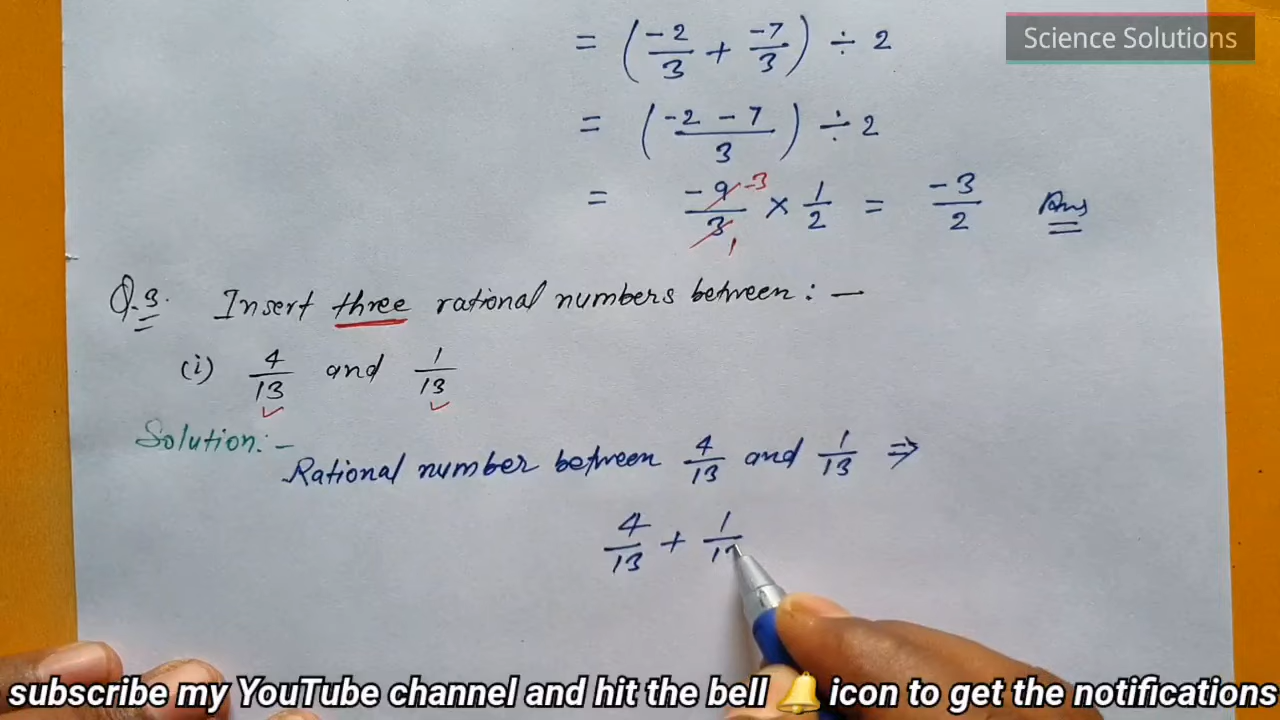 Science Solutions
= (-2/3 + -7/3) ÷ 2
= (-2 - 7 / 3) ÷ 2
= -9/3 -3 1 × 1/2 = -3/2 Ans
Q.3. Insert three rational numbers between : —
(i) 4/13 and 1/13
Solution:-
Rational number between 4/13 and 1/13 ⇒
4/13 + 1/13
subscribe my YouTube channel and hit the bell 🔔 icon to get the notifications